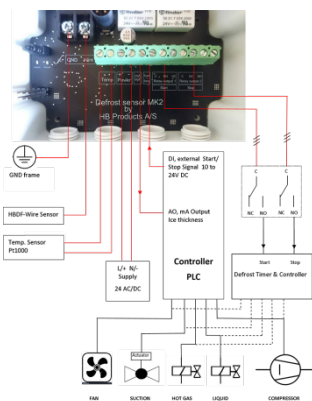 GND
Temp
Defrost sensor MK2
by
HB Products A/S
GND frame
HBDF-Wire Sensor
Temp. Sensor
Pt1000
L/+ N/-
Supply
24 AC/DC
DI, external Start/
Stop Signal 10 to
24V DC
AO, mA Output
Ice thickness
Controller
PLC
C
C
NC
NO
NC
NO
Start
Stop
Defrost Timer & Controller
Actuator
FAN
SUCTION
HOT GAS
LIQUID
COMPRESSOR